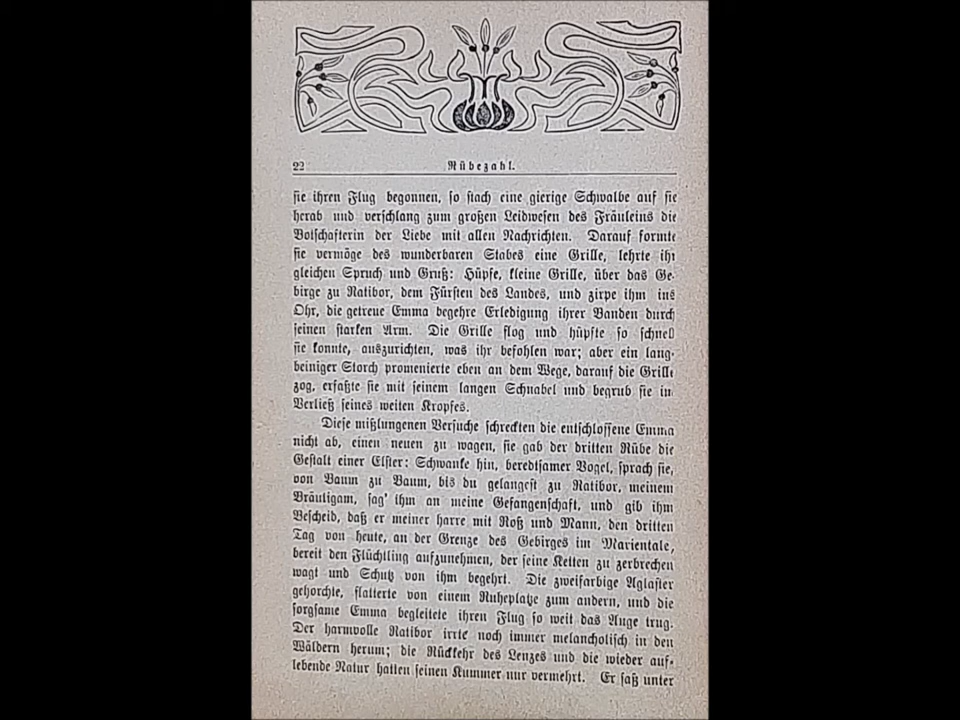 22
Rübezahl.
sie ihren Flug begonnen, so stach eine gierige Schwalbe auf sie
herab und verschlang zum großen Leidwesen des Fräuleins die
Botschafterin der Liebe mit allen Nachrichten. Darauf formte
sie vermöge des wunderbaren Stabes eine Grille, lehrte ihr
gleichen Spruch und Gruß: Hüpfe, kleine Grille, über das Ge-
birge zu Ratibor, dem Fürsten des Landes, und zirpe ihm ins
Ohr, die getreue Emma begehre Erledigung ihrer Banden durch
seinen starken Arm. Die Grille flog und hüpfte so schnell
sie konnte, auszurichten, was ihr befohlen war; aber ein lang-
beiniger Storch promenierte eben an dem Wege, darauf die Grille
zog, erfaßte sie mit seinem langen Schnabel und begrub sie in
Verließ seines weiten Kropfes.
Diese mißlungenen Versuche schreckten die entschlossene Emma
nicht ab, einen neuen zu wagen, sie gab der dritten Rübe die
Gestalt einer Elster: Schwanke hin, beredtsamer Vogel, sprach sie,
von Baum zu Baum, bis du gelangest zu Ratibor, meinem
Bräutigam, sag' ihm an meine Gefangenschaft, und gib ihm
Bescheid, daß er meiner harre mit Roß und Mann, den dritten
Tag von heute, an der Grenze des Gebirges im Marientale,
bereit den Flüchtling aufzunehmen, der seine Ketten zu zerbrechen
wagt und Schutz von ihm begehrt. Die zweifarbige Aglaster
gehorchte, flatterte von einem Ruheplatze zum andern, und die
sorgsame Emma begleitete ihren Flug so weit das Auge trug.
Der harmvolle Ratibor irrte noch immer melancholisch in den
Wäldern herum; die Rückkehr des Lenzes und die wieder auf-
lebende Natur hatten seinen Kummer nur vermehrt. Er saß unter